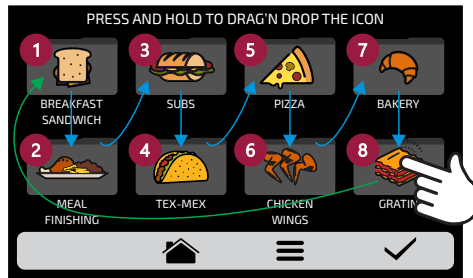 PRESS AND HOLD TO DRAG'N DROP THE ICON
1
3
5
7
BREAKFAST
SANDWICH
SUBS
PIZZA
BAKERY
2
4
6
8
MEAL
FINISHING
TEX-MEX
CHICKEN
WINGS
GRATIN